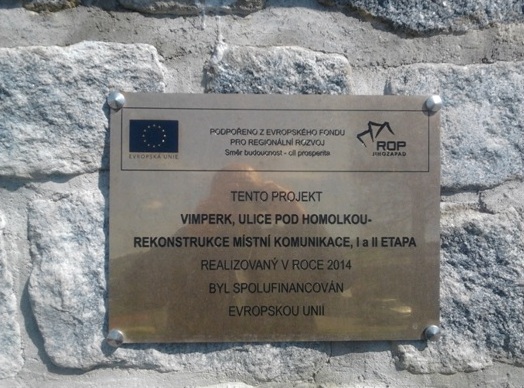 EVROPSKÁ UNIE
PODPOŘENO Z EVROPSKÉHO FONDU
PRO REGIONÁLNÍ ROZVOJ
Směr budoucnost - cíl prosperita
ROP
JIHOZÁPAD
TENTO PROJEKT
VIMPERK, ULICE POD HOMOLKOU-
REKONSTRUKCE MÍSTNÍ KOMUNIKACE, I a II ETAPA
REALIZOVANÝ V ROCE 2014
BYL SPOLUFINANCOVÁN
EVROPSKOU UNIÍ